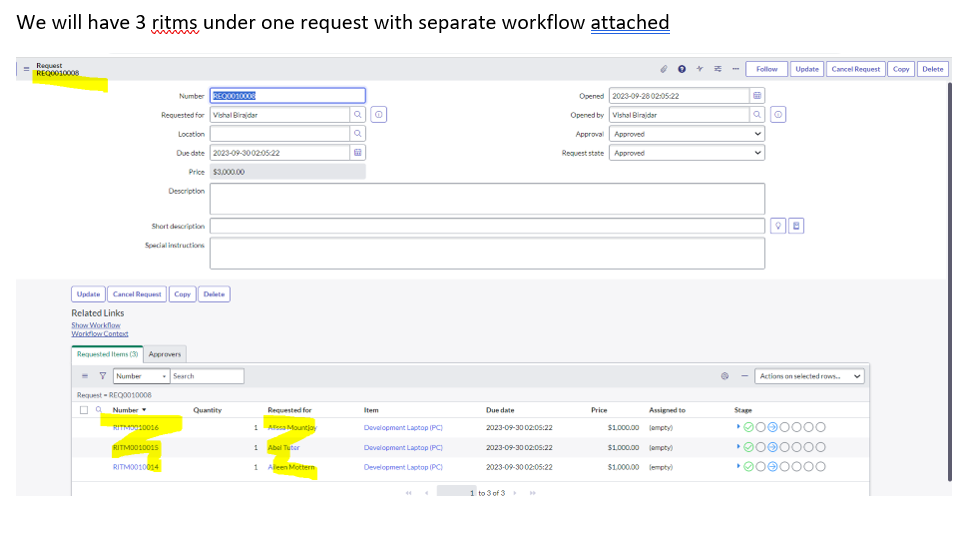 We will have 3 ritms under one request with separate workflow attached
Request
REQ0010008
Follow Update Cancel Request Copy Delete
Number REQ0010008 Opened 2023-09-28 02:05:22
Requested for Vishal Birajdar Opened by Vishal Birajdar
Location Approval Approved
Due date 2023-09-30 02:05:22 Request state Approved
Price $3,000.00
Description
Short description
Special instructions
Update Cancel Request Copy Delete
Related Links
Show Workflow
Workflow Context
Requested Items (3) Approvers
Number Search Actions on selected rows...
Request = REQ0010008
Number Quantity Requested for Item Due date Price Assigned to Stage
RITM0010016 1 Alissa Mountjoy Development Laptop (PC) 2023-09-30 02:05:22 $1,000.00 (empty)
RITM0010015 1 Abel Tuter Development Laptop (PC) 2023-09-30 02:05:22 $1,000.00 (empty)
RITM0010014 1 Aileen Mottern Development Laptop (PC) 2023-09-30 02:05:22 $1,000.00 (empty)
1 to 3 of 3